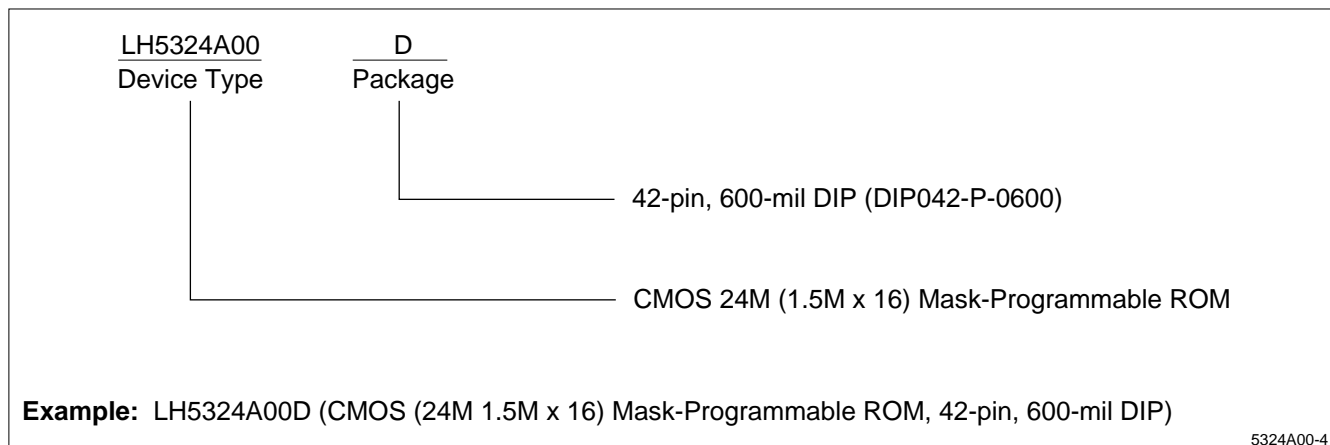 LH5324A00 D
Device Type Package
42-pin, 600-mil DIP (DIP042-P-0600)
CMOS 24M (1.5M x 16) Mask-Programmable ROM
Example: LH5324A00D (CMOS (24M 1.5M x 16) Mask-Programmable ROM, 42-pin, 600-mil DIP)
5324A00-4